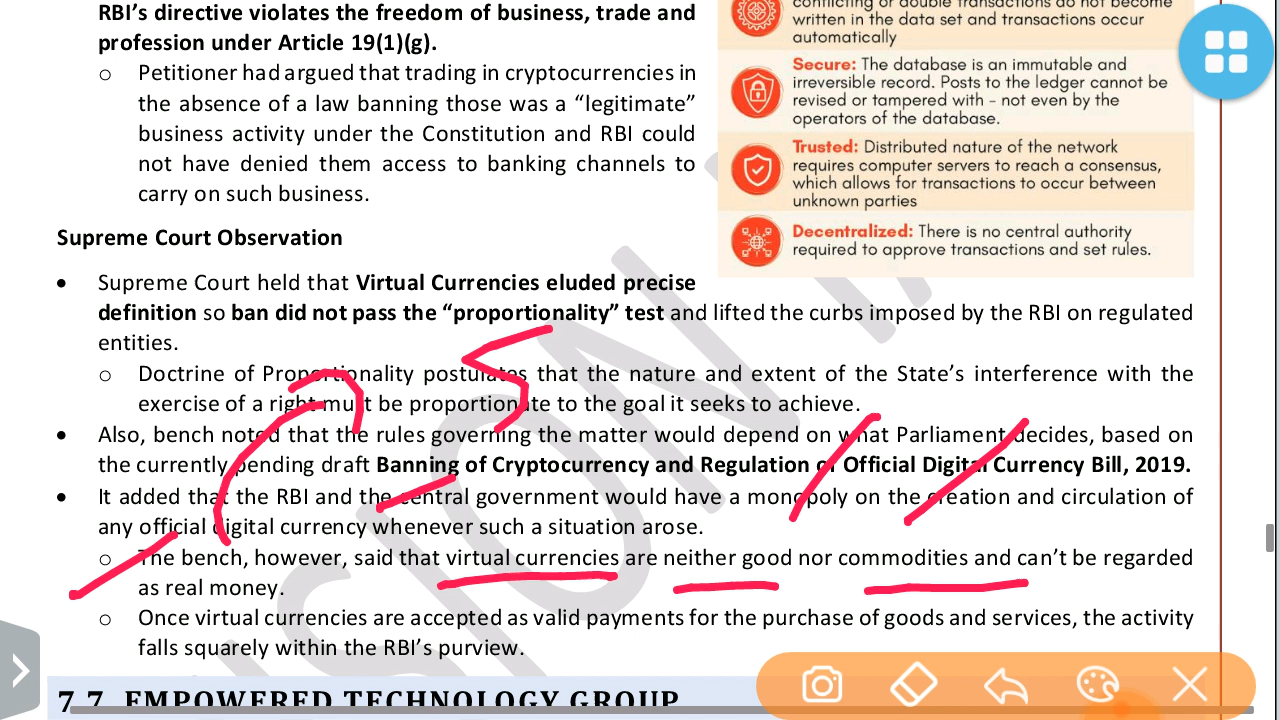 RBI’s directive violates the freedom of business, trade and
profession under Article 19(1)(g).
o Petitioner had argued that trading in cryptocurrencies in
the absence of a law banning those was a “legitimate”
business activity under the Constitution and RBI could
not have denied them access to banking channels to
carry on such business.
conflicting or double transactions do not become
written in the data set and transactions occur
automatically
Secure: The database is an immutable and
irreversible record. Posts to the ledger cannot be
revised or tampered with - not even by the
operators of the database.
Trusted: Distributed nature of the network
requires computer servers to reach a consensus,
which allows for transactions to occur between
unknown parties
Decentralized: There is no central authority
required to approve transactions and set rules.
Supreme Court Observation
• Supreme Court held that Virtual Currencies eluded precise
definition so ban did not pass the “proportionality” test and lifted the curbs imposed by the RBI on regulated
entities.
o Doctrine of Proportionality postulates that the nature and extent of the State’s interference with the
exercise of a right must be proportionate to the goal it seeks to achieve.
• Also, bench noted that the rules governing the matter would depend on what Parliament decides, based on
the currently pending draft Banning of Cryptocurrency and Regulation of Official Digital Currency Bill, 2019.
• It added that the RBI and the central government would have a monopoly on the creation and circulation of
any official digital currency whenever such a situation arose.
o The bench, however, said that virtual currencies are neither good nor commodities and can’t be regarded
as real money.
o Once virtual currencies are accepted as valid payments for the purchase of goods and services, the activity
falls squarely within the RBI’s purview.
7.7 EMPOWERED TECHNOLOGY GROUP